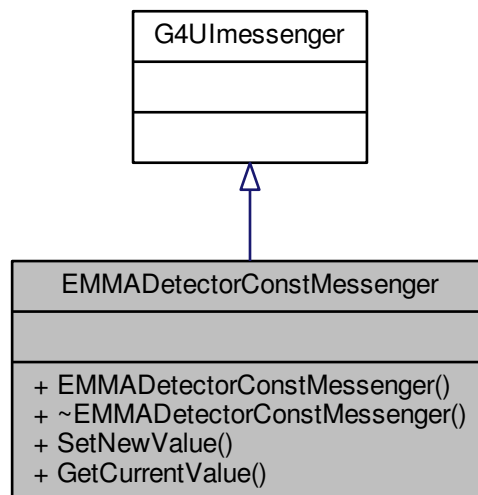 G4UImessenger
EMMADetectorConstMessenger
+ EMMADetectorConstMessenger()
+ ~EMMADetectorConstMessenger()
+ SetNewValue()
+ GetCurrentValue()